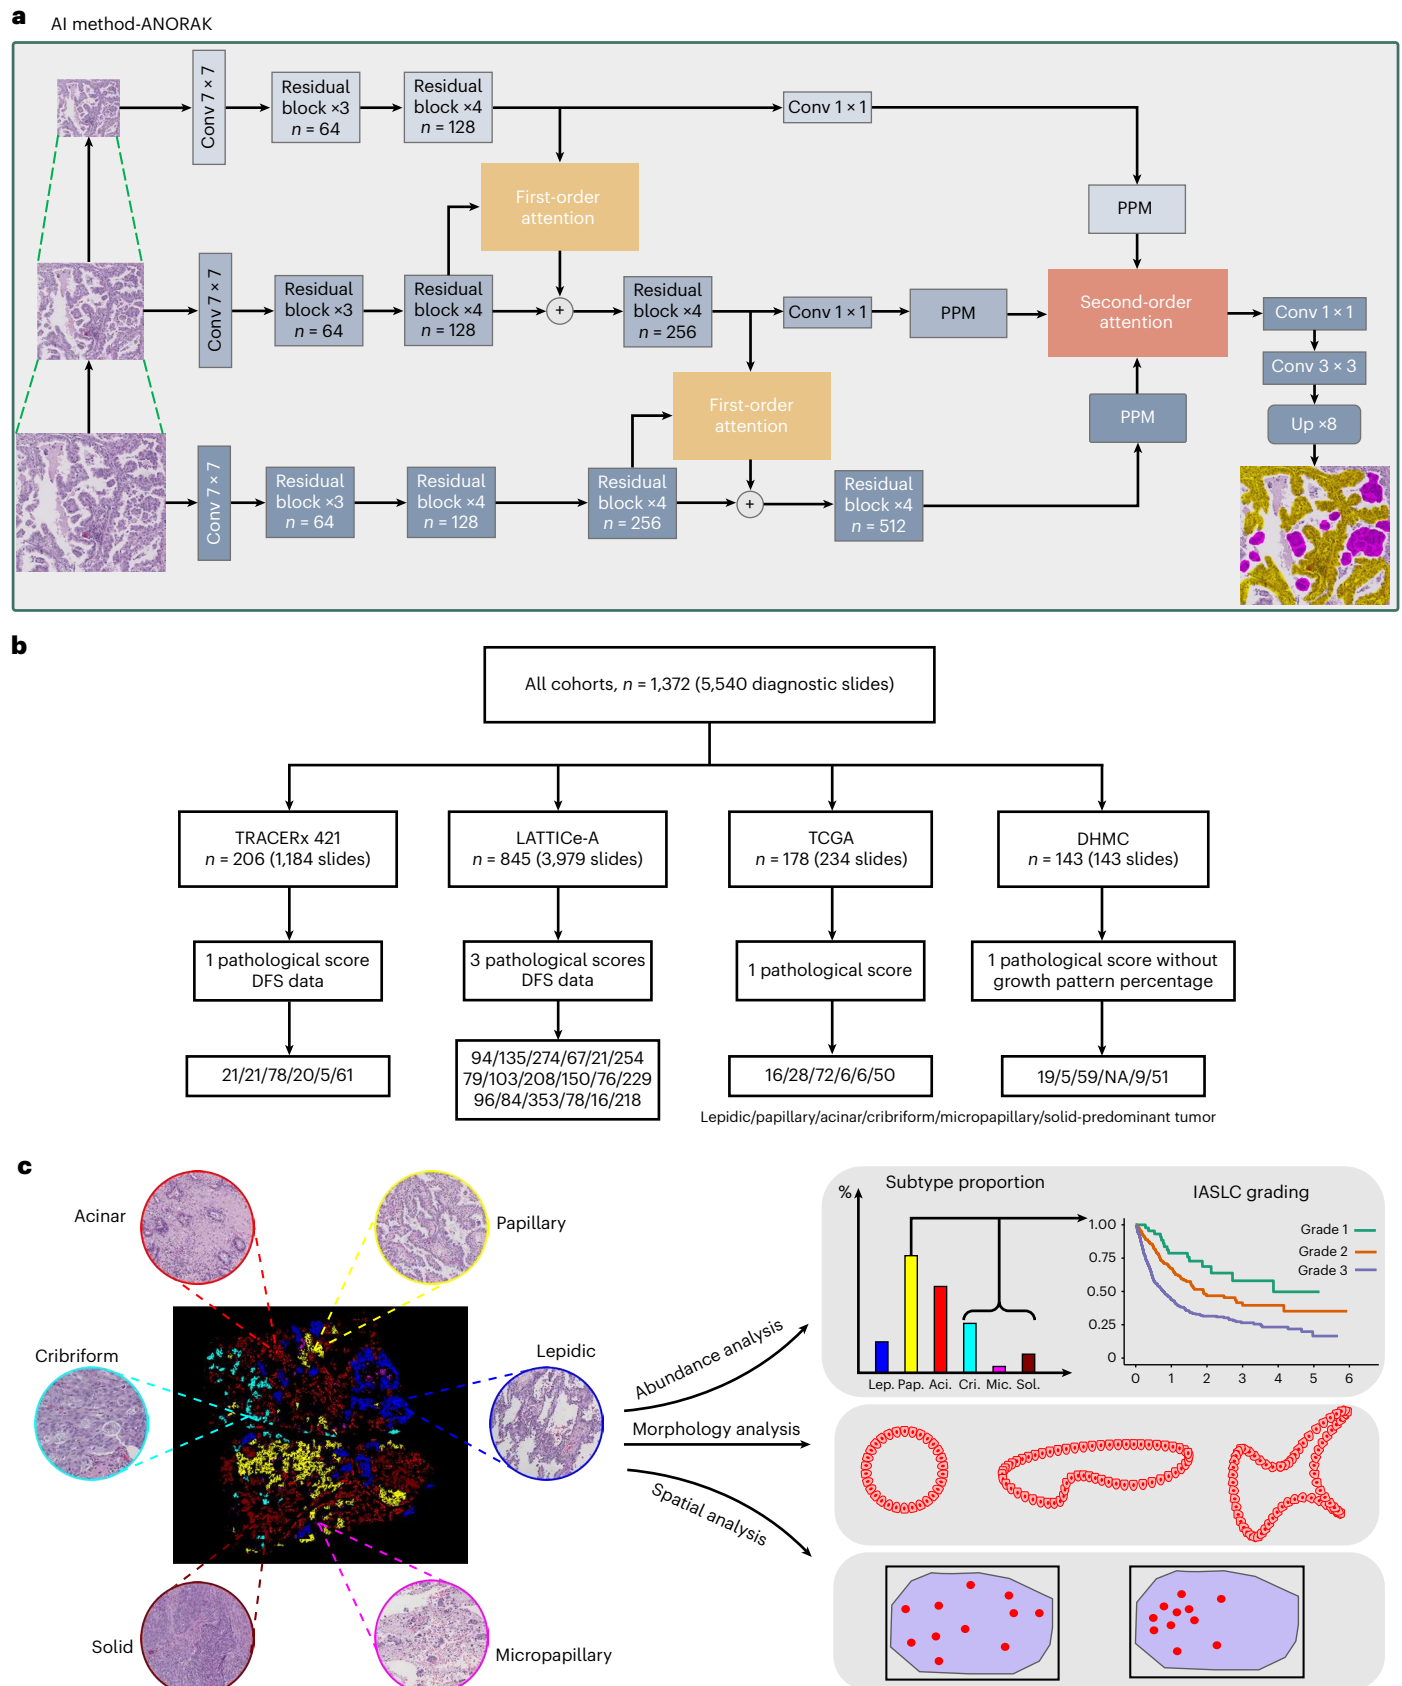 a
AI method-ANORAK
Conv 7 × 7
Residual
block ×3
n = 64
Residual
block ×4
n = 128
Conv 1 × 1
First-order
attention
PPM
Conv 7 × 7
Residual
block ×3
n = 64
Residual
block ×4
n = 128
+
Residual
block ×4
n = 256
Conv 1 × 1
PPM
Second-order
attention
Conv 1 × 1
Conv 3 × 3
Up ×8
First-order
attention
PPM
Conv 7 × 7
Residual
block ×3
n = 64
Residual
block ×4
n = 128
Residual
block ×4
n = 256
+
Residual
block ×4
n = 512
b
All cohorts, n = 1,372 (5,540 diagnostic slides)
TRACERx 421
n = 206 (1,184 slides)
LATTICe-A
n = 845 (3,979 slides)
TCGA
n = 178 (234 slides)
DHMC
n = 143 (143 slides)
1 pathological score
DFS data
3 pathological scores
DFS data
1 pathological score
1 pathological score without
growth pattern percentage
21/21/78/20/5/61
94/135/274/67/21/254
79/103/208/150/76/229
96/84/353/78/16/218
16/28/72/6/6/50
19/5/59/NA/9/51
Lepidic/papillary/acinar/cribriform/micropapillary/solid-predominant tumor
c
Acinar
Papillary
Cribriform
Lepidic
Solid
Micropapillary
Abundance analysis
Morphology analysis
Spatial analysis
%
Subtype proportion
Lep. Pap. Aci. Cri. Mic. Sol.
IASLC grading
1.00
0.75
0.50
0.25
0
0 1 2 3 4 5 6
Grade 1
Grade 2
Grade 3